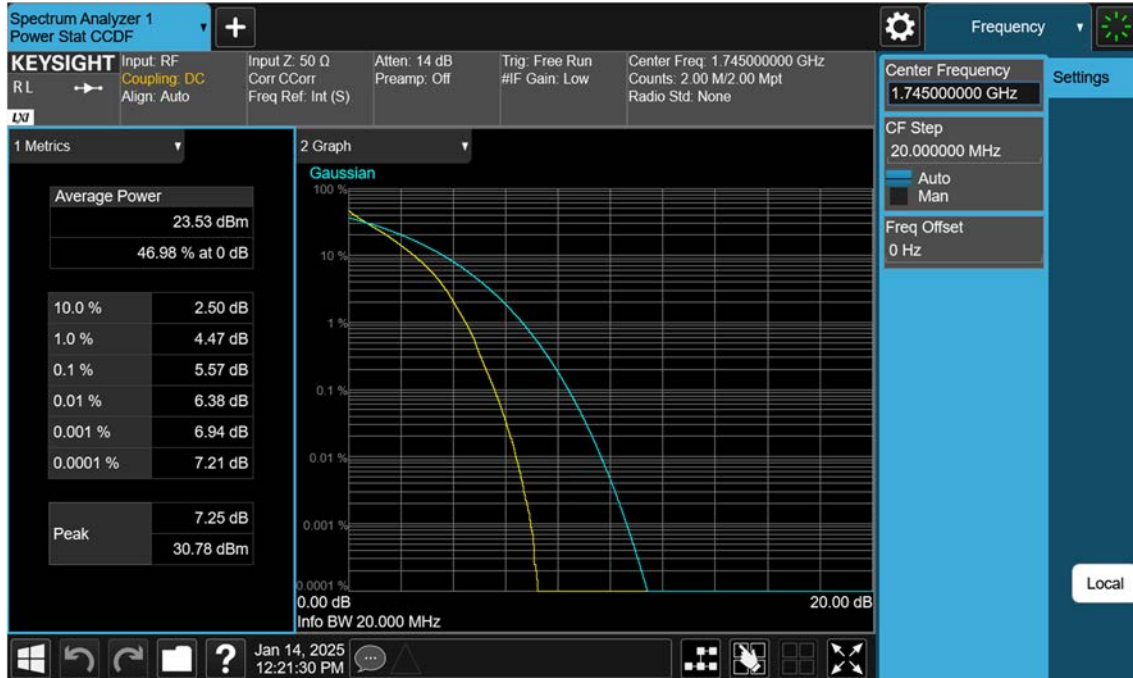 Spectrum Analyzer 1
Power Stat CCDF
+
Frequency
KEYSIGHT
R L
LXI
Input: RF
Coupling: DC
Align: Auto
Input Z: 50 Ω
Corr CCorr
Freq Ref: Int (S)
Atten: 14 dB
Preamp: Off
Trig: Free Run
#IF Gain: Low
Center Freq: 1.745000000 GHz
Counts: 2.00 M/2.00 Mpt
Radio Std: None
1 Metrics
Average Power
23.53 dBm
46.98 % at 0 dB
10.0 % 2.50 dB
1.0 % 4.47 dB
0.1 % 5.57 dB
0.01 % 6.38 dB
0.001 % 6.94 dB
0.0001 % 7.21 dB
Peak
7.25 dB
30.78 dBm
2 Graph
Gaussian
100 %
10 %
1 %
0.1 %
0.01 %
0.001 %
0.0001 %
0.00 dB 20.00 dB
Info BW 20.000 MHz
Center Frequency
1.745000000 GHz
CF Step
20.000000 MHz
Auto
Man
Freq Offset
0 Hz
Settings
Local
?
Jan 14, 2025
12:21:30 PM